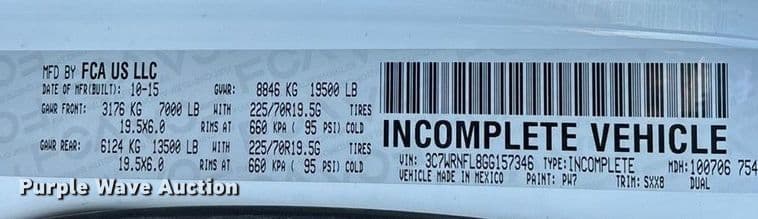 MFD BY FCA US LLC
DATE OF MFR(BUILT): 10-15 GVWR: 8846 KG 19500 LB
GAWR FRONT: 3176 KG 7000 LB WITH 225/70R19.5G TIRES
19.5X6.0 RIMS AT 660 KPA ( 95 PSI) COLD
GAWR REAR: 6124 KG 13500 LB WITH 225/70R19.5G TIRES
19.5X6.0 RIMS AT 660 KPA ( 95 PSI) COLD
INCOMPLETE VEHICLE
VIN: 3C7WRNFL8GG157346 TYPE:INCOMPLETE MDH:100706 754
VEHICLE MADE IN MEXICO PAINT: PW7 TRIM: SXX8 DUAL
Purple Wave Auction